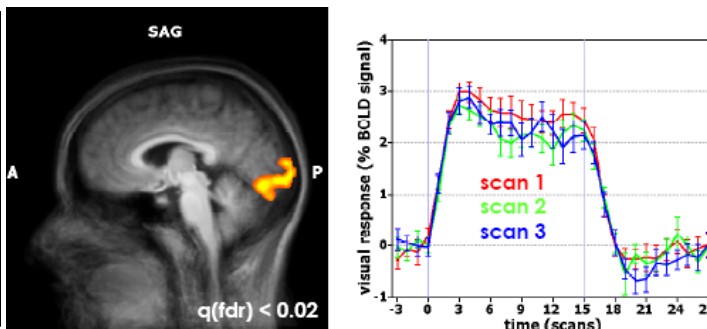 SAG
A
P
q(fdr) < 0.02
visual response (% BOLD signal)
4
3
2
1
0
-1
scan 1
scan 2
scan 3
-3 0 3 6 9 12 15 18 21 24
time (scans)